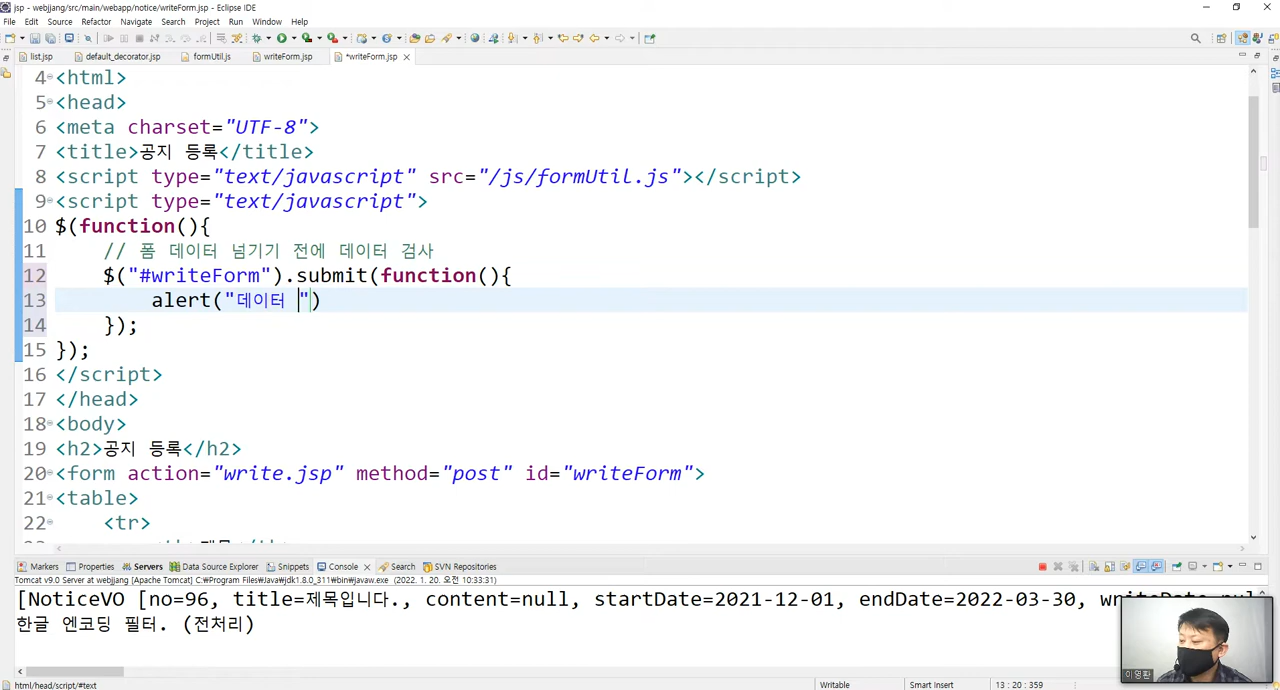 jsp - webjjang/src/main/webapp/notice/writeForm.jsp - Eclipse IDE
File Edit Source Refactor Navigate Search Project Run Window Help
list.jsp default_decorator.jsp formUtil.js writeForm.jsp *writeForm.jsp
4 <html>
5 <head>
6 <meta charset="UTF-8">
7 <title>공지 등록</title>
8 <script type="text/javascript" src="/js/formUtil.js"></script>
9 <script type="text/javascript">
10 $(function(){
11 // 폼 데이터 넘기기 전에 데이터 검사
12 $("#writeForm").submit(function(){
13 alert("데이터 ")
14 });
15 });
16 </script>
17 </head>
18 <body>
19 <h2>공지 등록</h2>
20 <form action="write.jsp" method="post" id="writeForm">
21 <table>
22 <tr>
Markers Properties Servers Data Source Explorer Snippets Console Search SVN Repositories
Tomcat v9.0 Server at webjjang [Apache Tomcat] C:\Program Files\Java\jdk1.8.0_311\bin\javaw.exe (2022. 1. 20. 오전 10:33:31)
[NoticeVO [no=96, title=제목입니다., content=null, startDate=2021-12-01, endDate=2022-03-30,
한글 엔코딩 필터. (전처리)
이영환
html/head/script/#text Writable Smart Insert 13 : 20 : 359